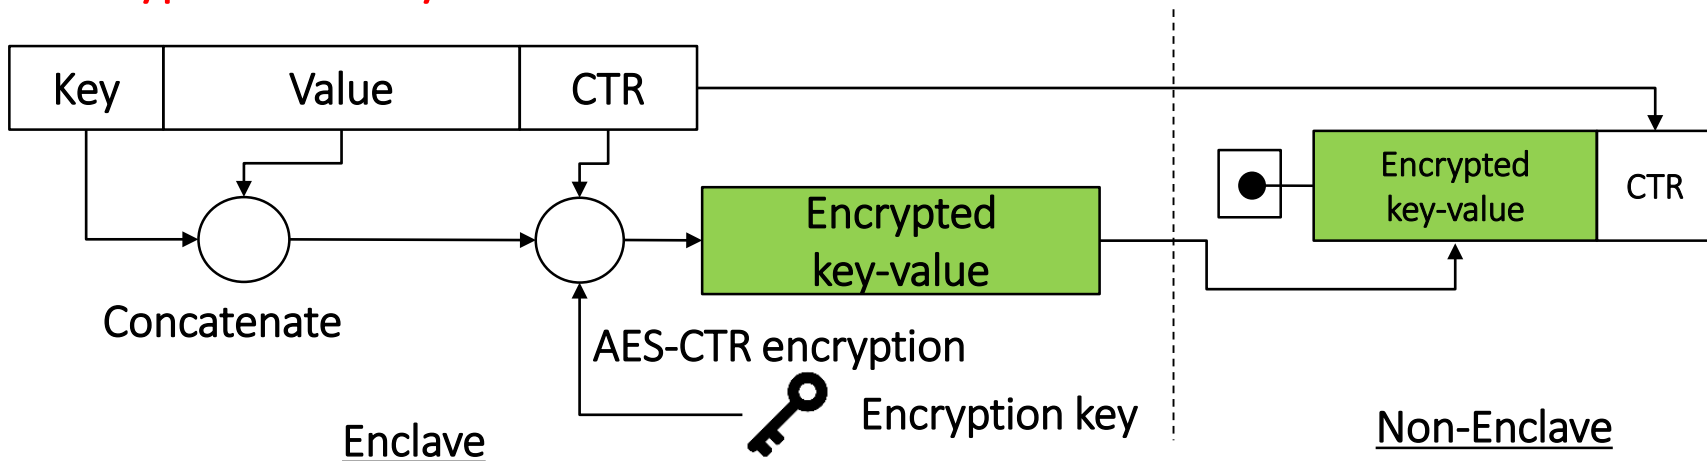 Key
Value
CTR
Encrypted
key-value
CTR
Encrypted
key-value
Concatenate
AES-CTR encryption
Encryption key
Enclave
Non-Enclave